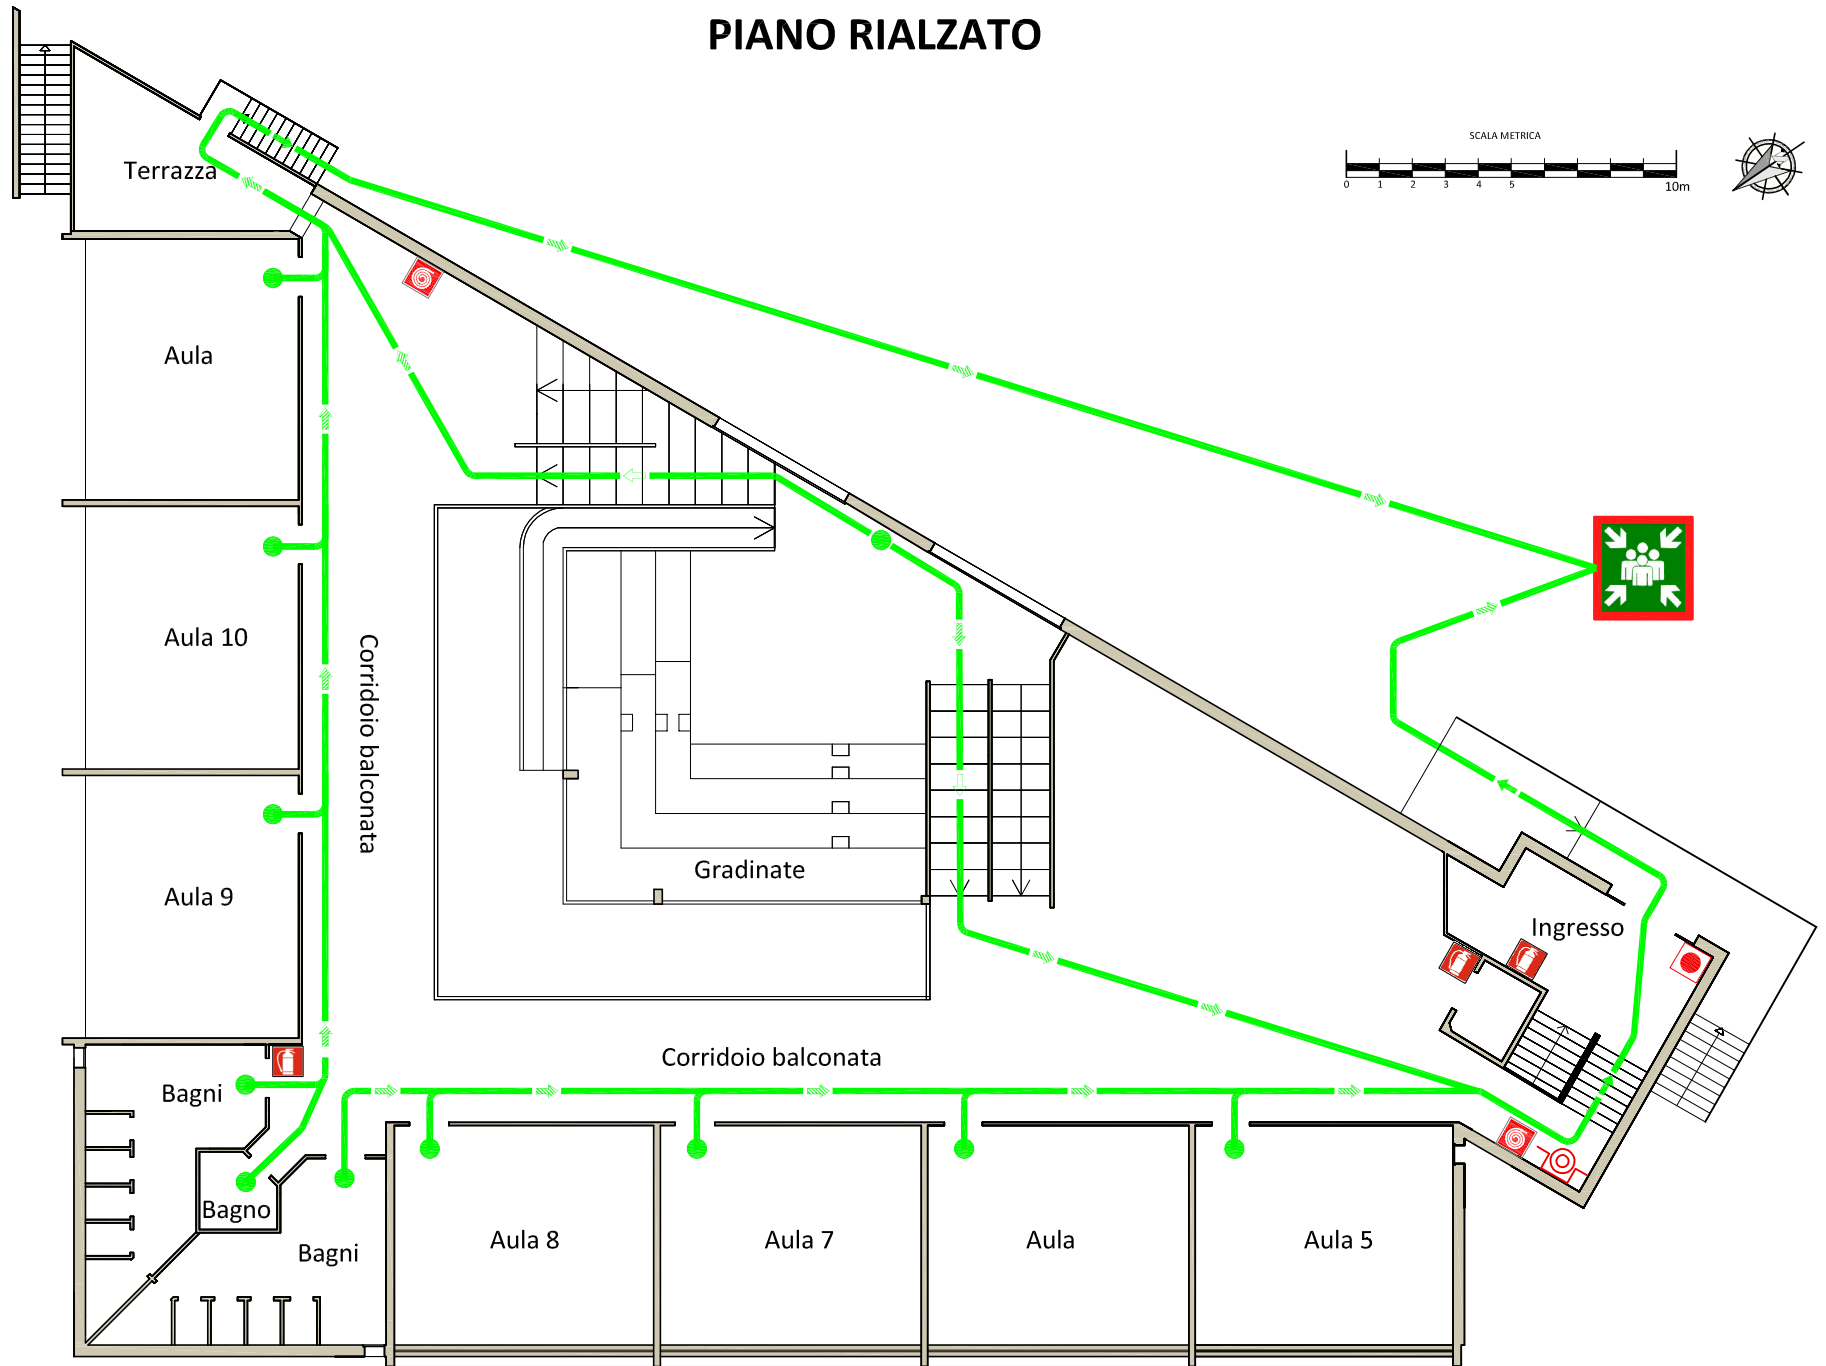 PIANO RIALZATO
SCALA METRICA
0 1 2 3 4 5 10m
Terrazza
Aula
Aula 10
Corridoio balconata
Aula 9
Gradinate
Ingresso
Corridoio balconata
Bagni
Bagno
Bagni
Aula 8
Aula 7
Aula
Aula 5